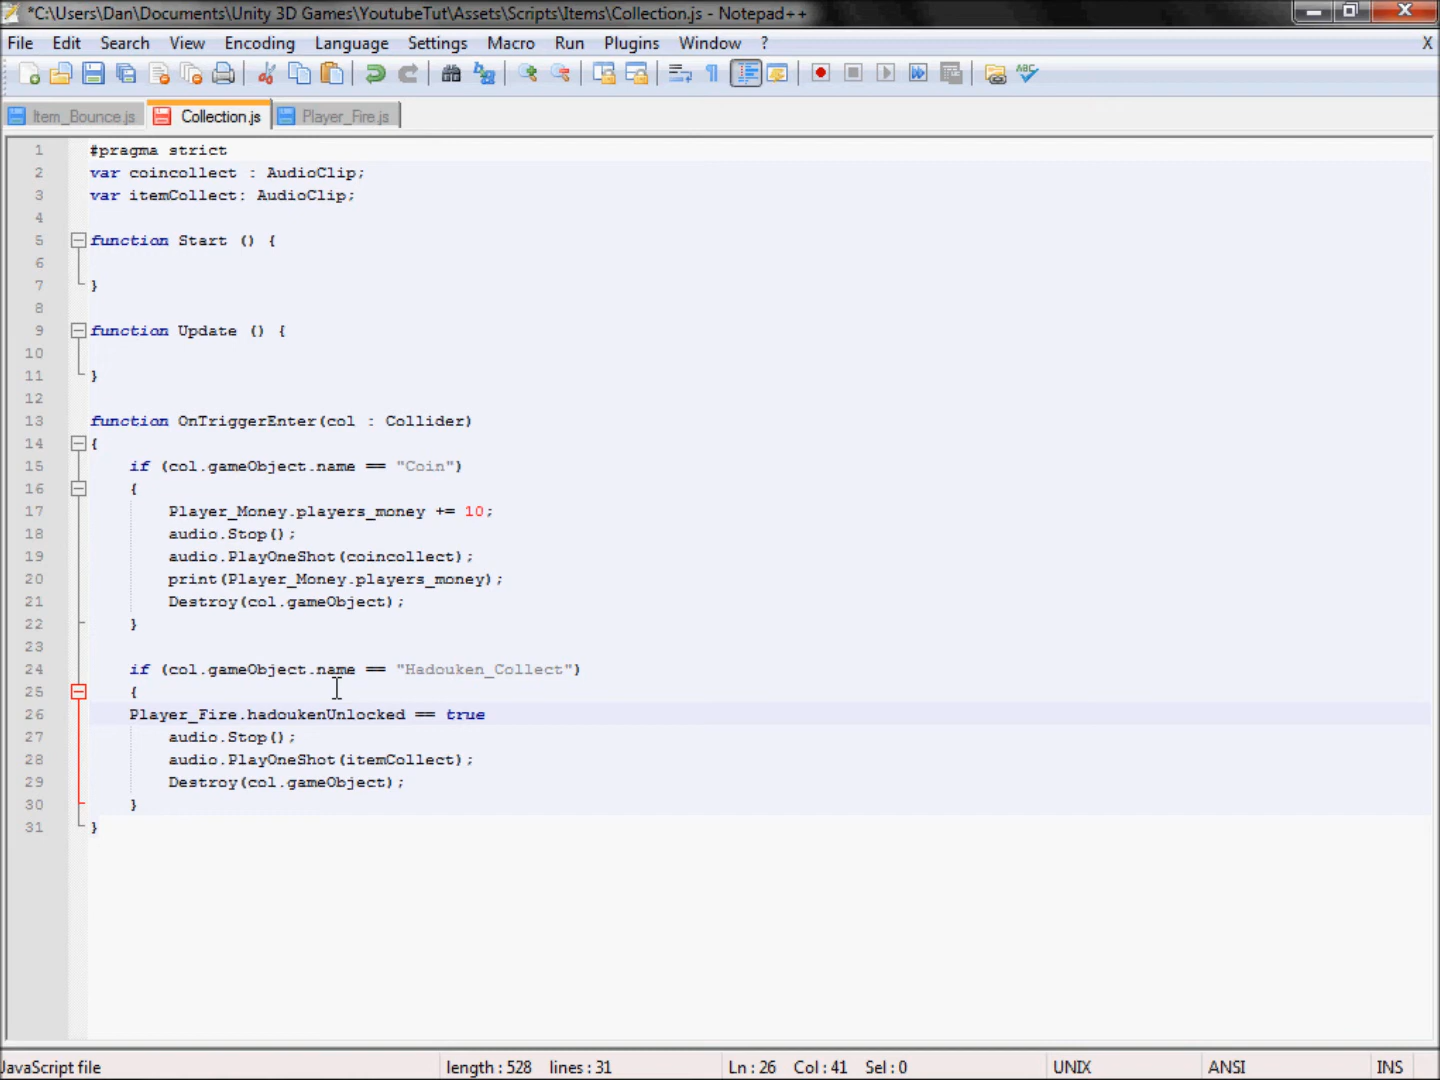 *C:\Users\Dan\Documents\Unity 3D Games\YoutubeTut\Assets\Scripts\Items\Collection.js - Notepad++
File Edit Search View Encoding Language Settings Macro Run Plugins Window ? X
Item_Bounce.js Collection.js Player_Fire.js
1 #pragma strict
2 var coincollect : AudioClip;
3 var itemCollect: AudioClip;
4
5 function Start () {
6
7 }
8
9 function Update () {
10
11 }
12
13 function OnTriggerEnter(col : Collider)
14 {
15 if (col.gameObject.name == "Coin")
16 {
17 Player_Money.players_money += 10;
18 audio.Stop();
19 audio.PlayOneShot(coincollect);
20 print(Player_Money.players_money);
21 Destroy(col.gameObject);
22 }
23
24 if (col.gameObject.name == "Hadouken_Collect")
25 {
26 Player_Fire.hadoukenUnlocked == true
27 audio.Stop();
28 audio.PlayOneShot(itemCollect);
29 Destroy(col.gameObject);
30 }
31 }
JavaScript file length : 528 lines : 31 Ln : 26 Col : 41 Sel : 0 UNIX ANSI INS